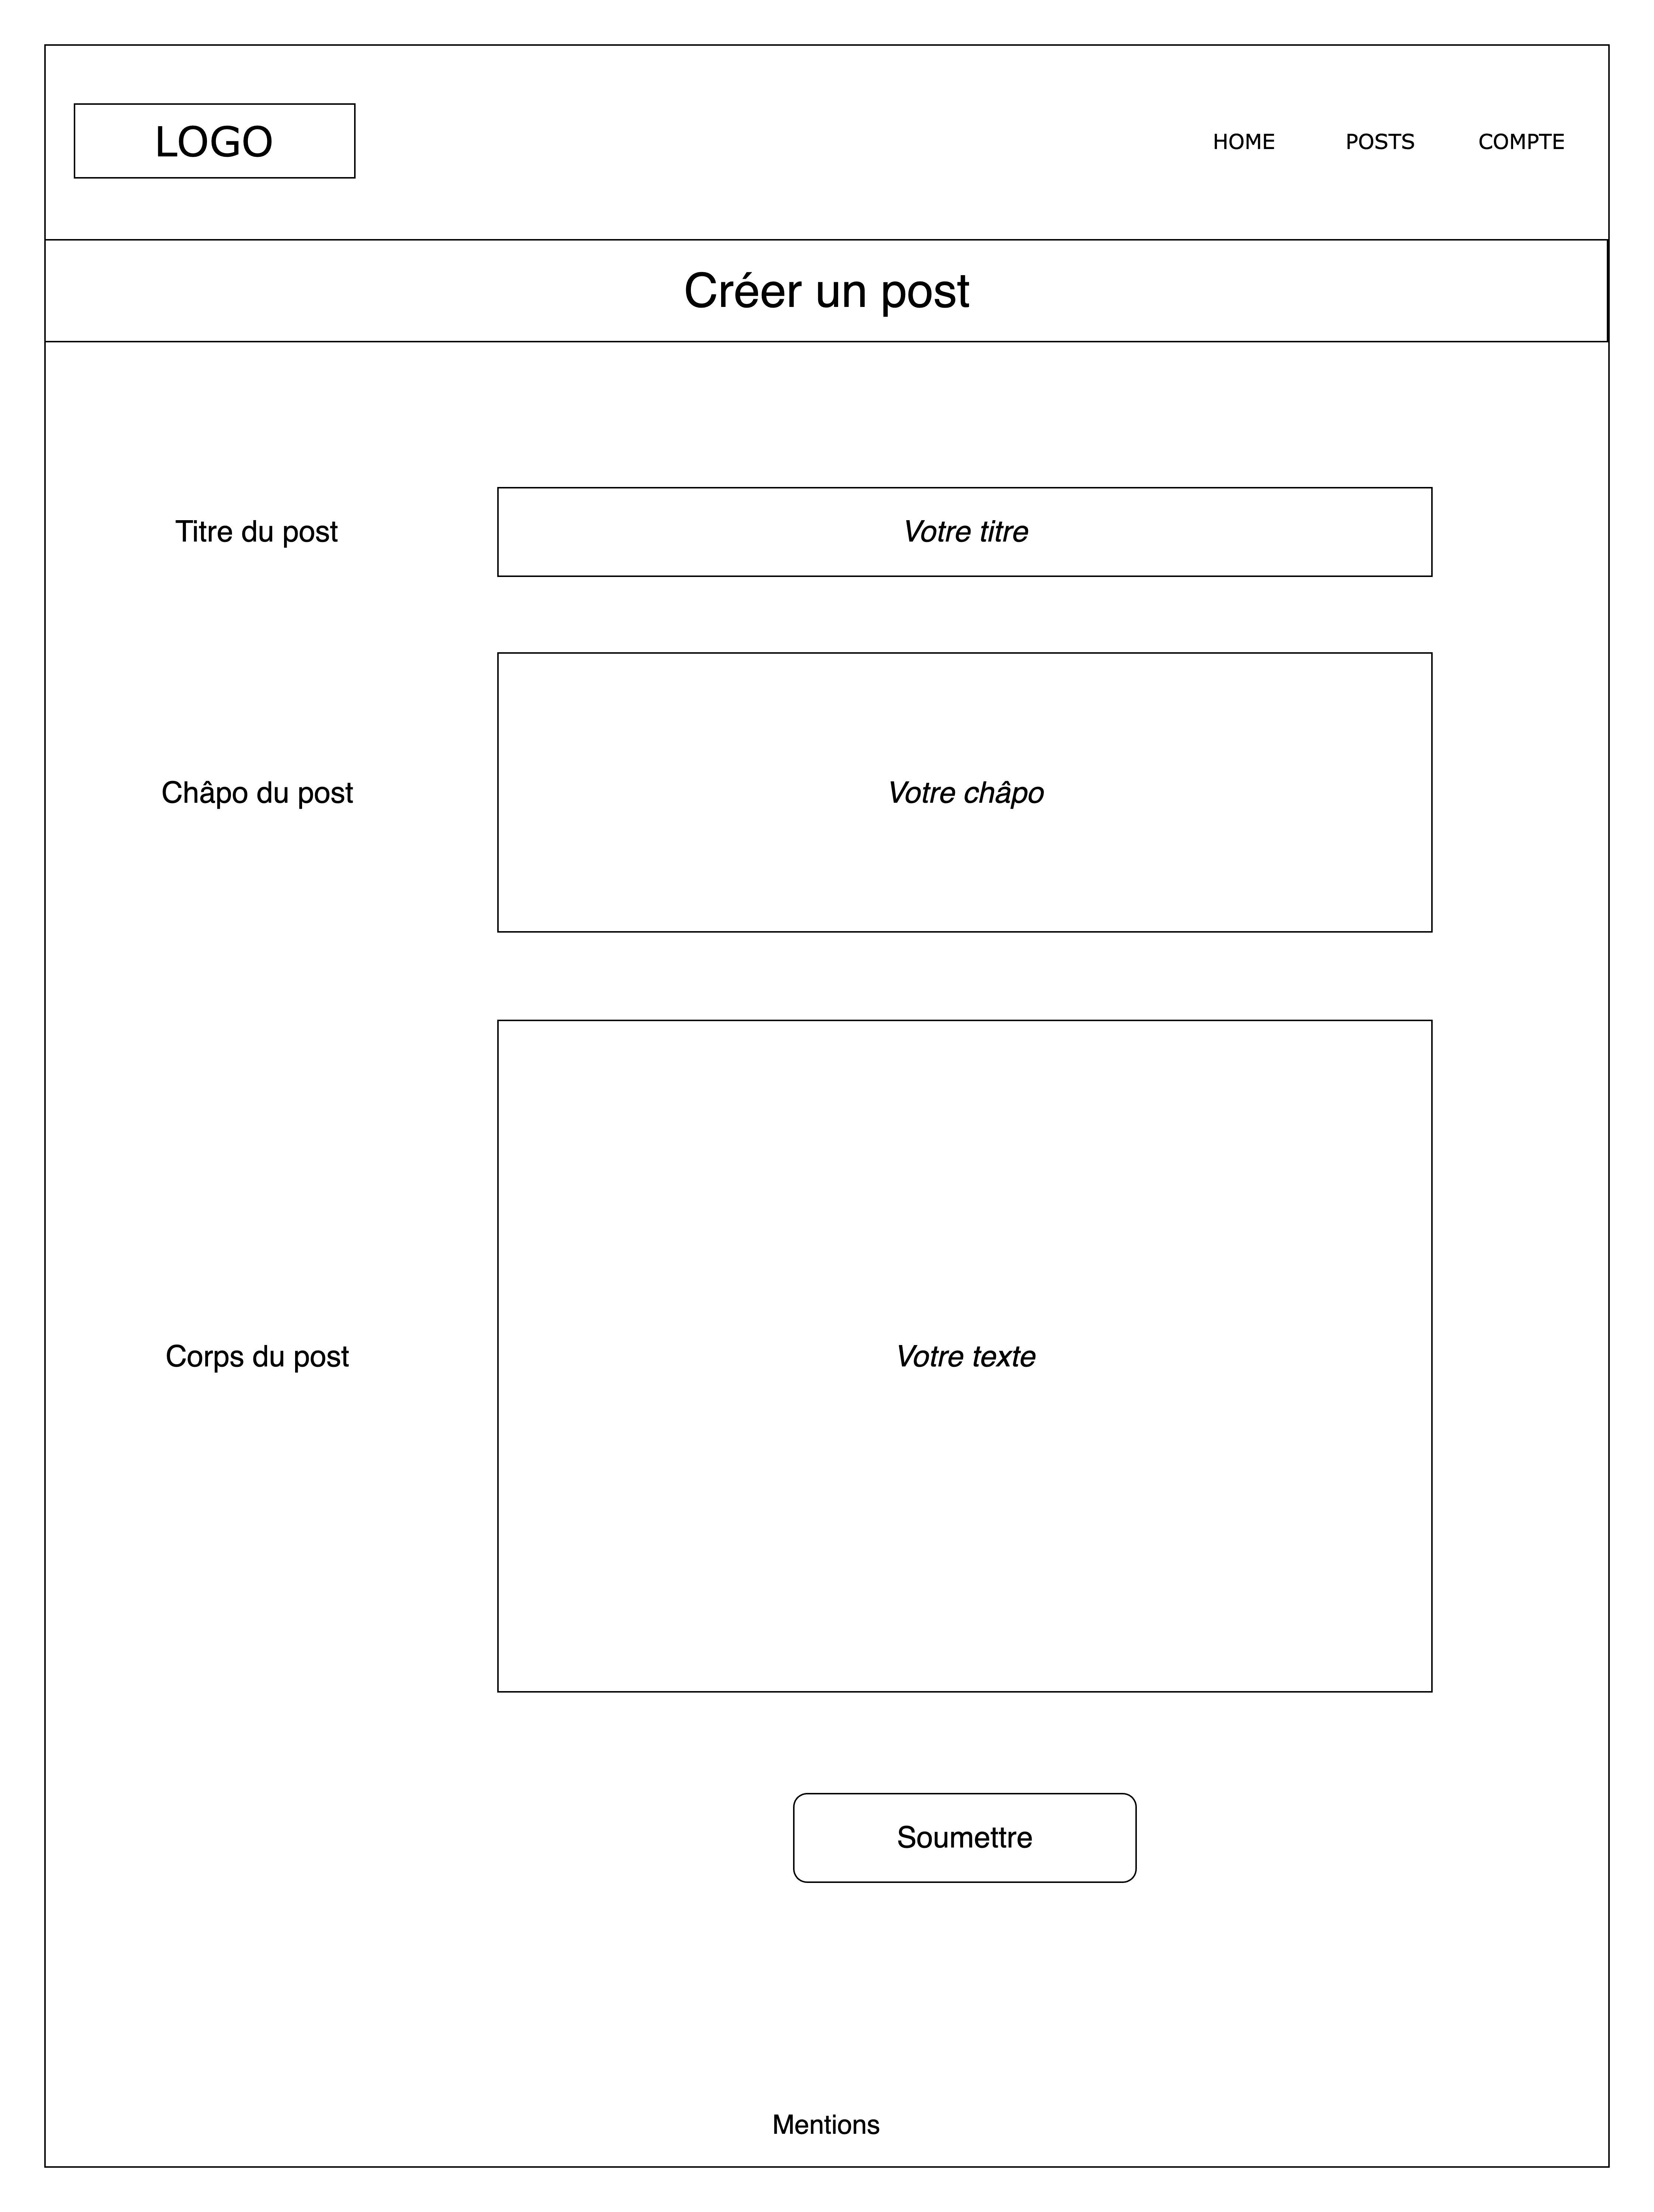 LOGO
HOME POSTS COMPTE
Créer un post
Titre du post
Votre titre
Châpo du post
Votre châpo
Corps du post
Votre texte
Soumettre
Mentions